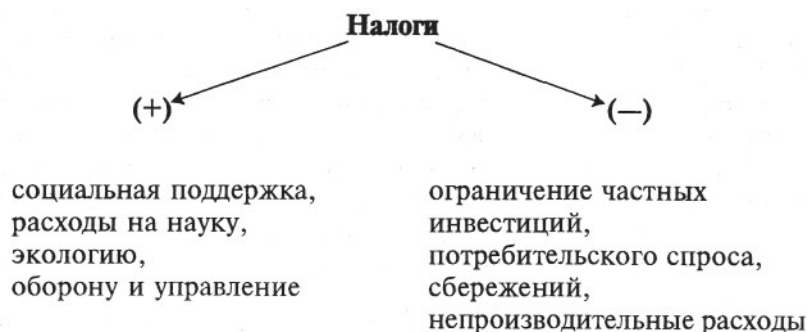 Налоги
(+)
(—)
социальная поддержка,
расходы на науку,
экологию,
оборону и управление
ограничение частных
инвестиций,
потребительского спроса,
сбережений,
непроизводительные расходы